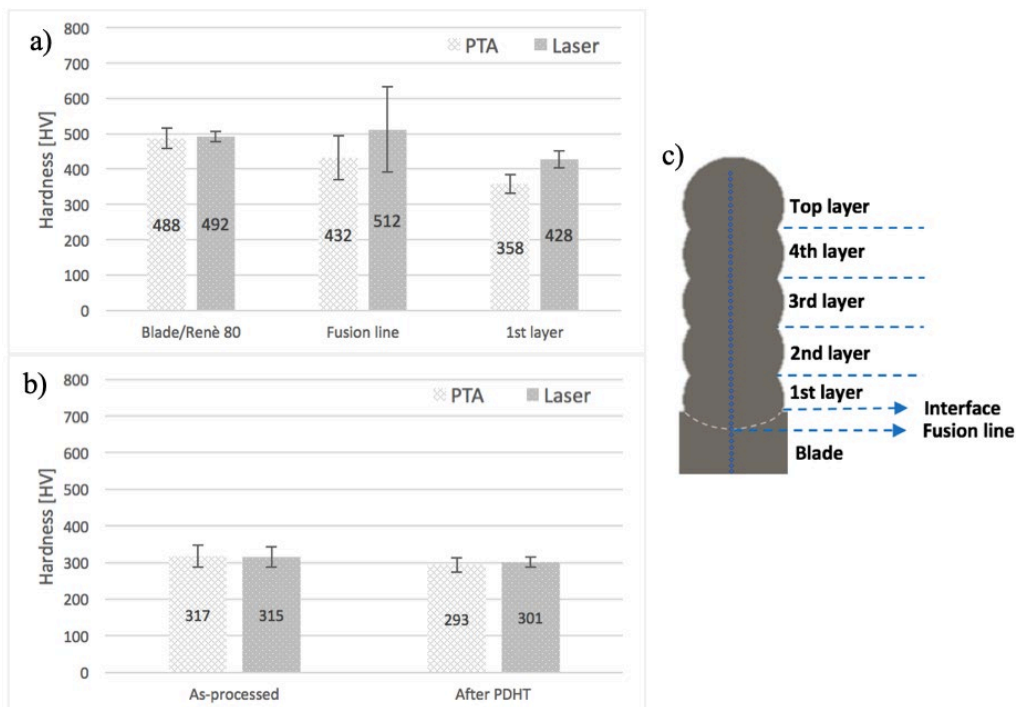 a)
PTA Laser
800
700
600
500
400
300
200
100
0
Hardness [HV]
488 492 432 512 358 428
Blade/Renè 80 Fusion line 1st layer
b)
PTA Laser
800
700
600
500
400
300
200
100
0
Hardness [HV]
317 315 293 301
As-processed After PDHT
c)
Top layer
4th layer
3rd layer
2nd layer
1st layer
Interface
Fusion line
Blade